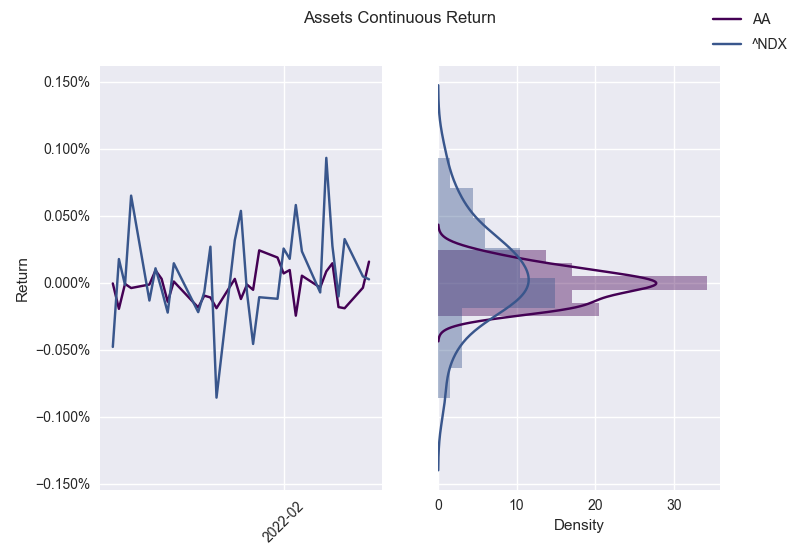 Assets Continuous Return
AA
^NDX
0.150%
0.100%
0.050%
0.000%
−0.050%
−0.100%
−0.150%
Return
2022-02
0 10 20 30
Density